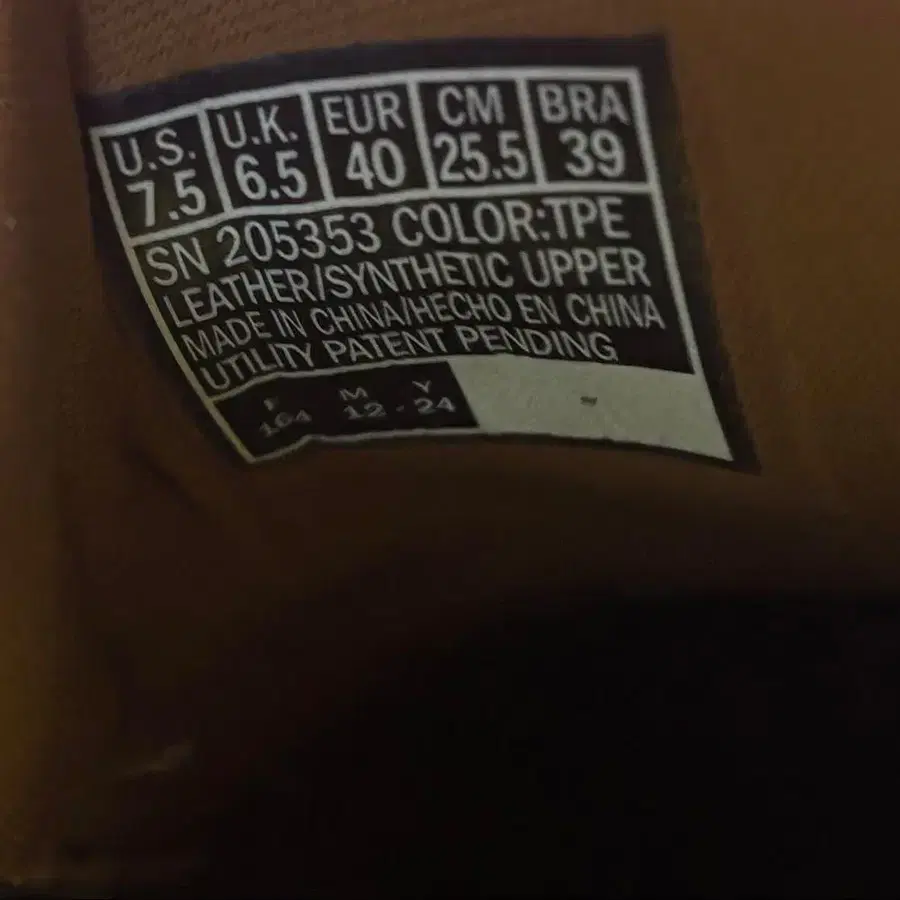 U.S. U.K. EUR CM BRA
7.5 6.5 40 25.5 39
SN 205353 COLOR:TPE
LEATHER/SYNTHETIC UPPER
MADE IN CHINA/HECHO EN CHINA
UTILITY PATENT PENDING
F M Y
164 12 - 24